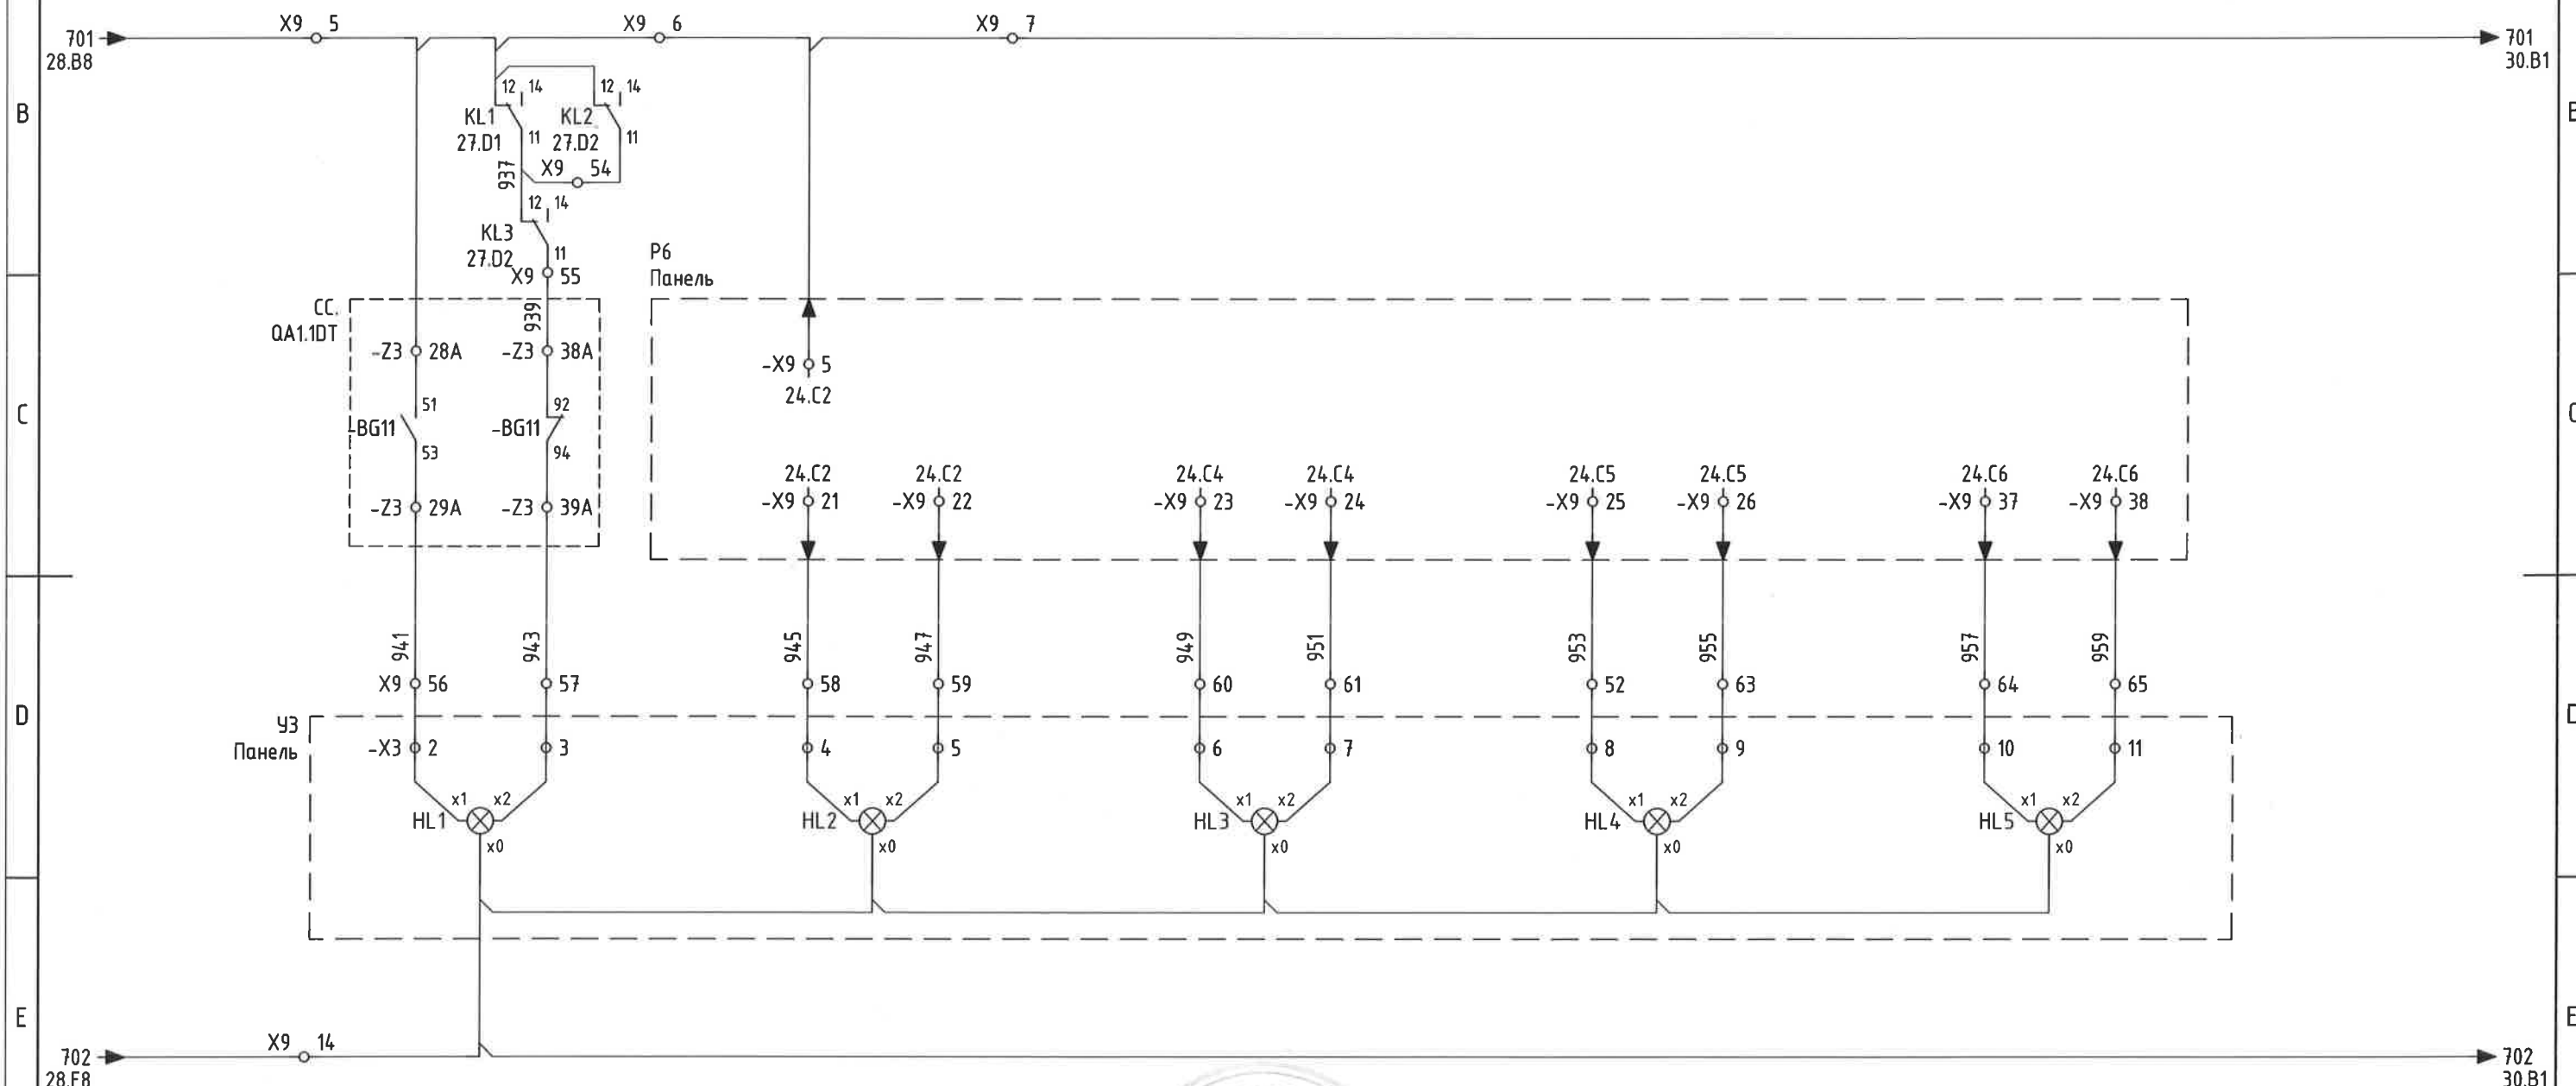 X9 5
X9 6
X9 7
701
28.B8
701
30.B1
B
12 14
12 14
KL1
27.D1
11
KL2
27.D2
11
937
X9 54
12 14
KL3
27.D2
11
X9 55
P6
Панель
CC.
QA1.1DT
939
-Z3 28A
-Z3 38A
-X9 5
24.C2
C
51
-BG11
53
92
-BG11
94
-Z3 29A
-Z3 39A
24.C2
-X9 21
24.C2
-X9 22
24.C4
-X9 23
24.C4
-X9 24
24.C5
-X9 25
24.C5
-X9 26
24.C6
-X9 37
24.C6
-X9 38
941
943
945
947
949
951
953
955
957
959
X9 56
57
58
59
60
61
52
63
64
65
D
У3
Панель
-X3 2
3
4
5
6
7
8
9
10
11
HL1 x1 x2
x0
HL2 x1 x2
x0
HL3 x1 x2
x0
HL4 x1 x2
x0
HL5 x1 x2
x0
E
E
X9 14
702
28.E8
702
30.B1